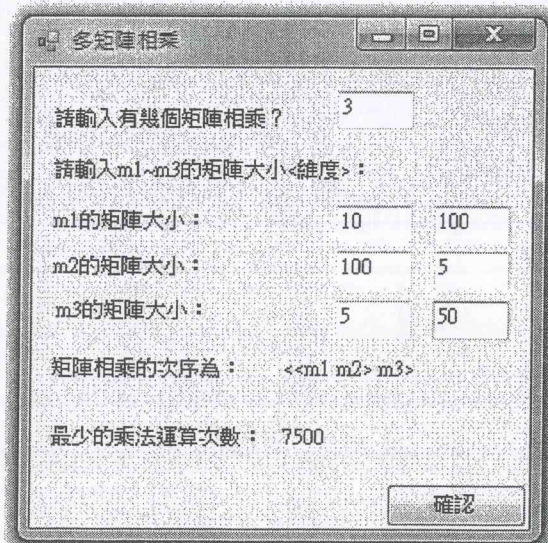 多矩陣相乘
請輸入有幾個矩陣相乘？ 3
請輸入m1~m3的矩陣大小<維度>：
m1的矩陣大小： 10 100
m2的矩陣大小： 100 5
m3的矩陣大小： 5 50
矩陣相乘的次序為： <<m1 m2> m3>
最少的乘法運算次數： 7500
確認